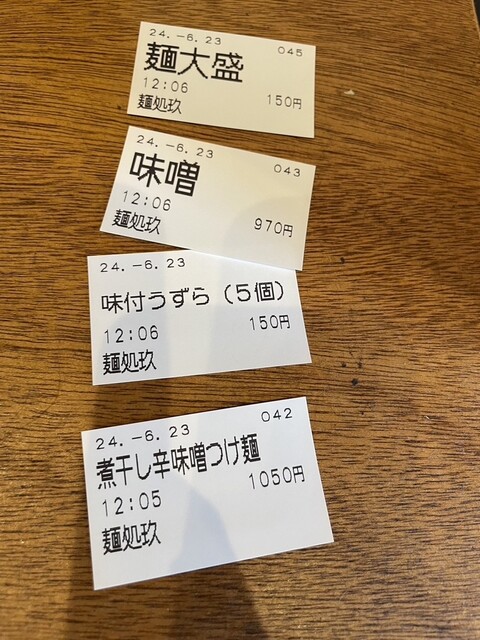 24.-6.23 045
麺大盛
12:06 150円
麺処玖
24.-6.23 043
味噌
12:06
麺処玖 970円
24.-6.23
味付うずら(5個)
12:06 150円
麺処玖
24.-6.23 042
煮干し辛味噌つけ麺
12:05 1050円
麺処玖